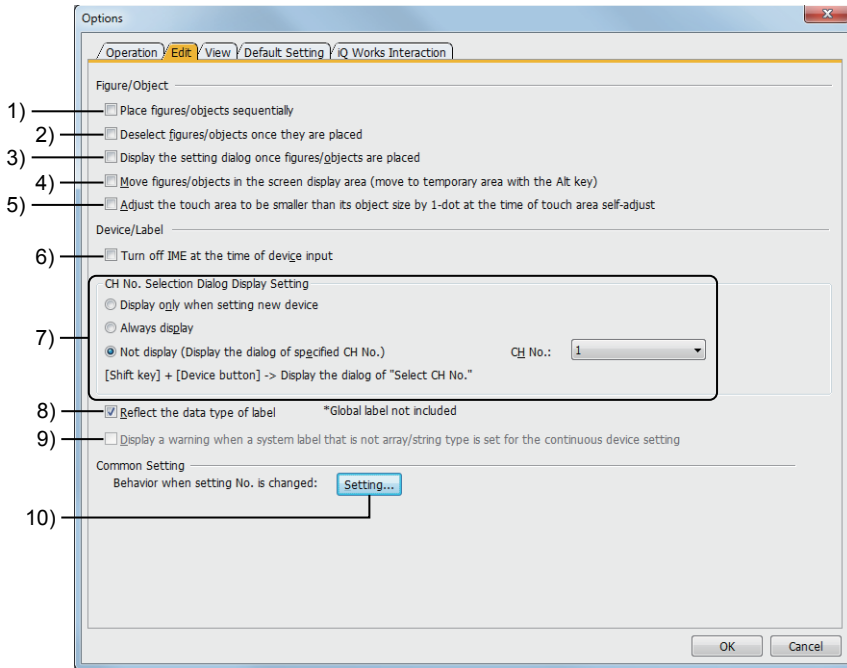 Options
x
Operation Edit View Default Setting iQ Works Interaction
Figure/Object
1) Place figures/objects sequentially
2) Deselect figures/objects once they are placed
3) Display the setting dialog once figures/objects are placed
4) Move figures/objects in the screen display area (move to temporary area with the Alt key)
5) Adjust the touch area to be smaller than its object size by 1-dot at the time of touch area self-adjust
Device/Label
6) Turn off IME at the time of device input
CH No. Selection Dialog Display Setting
Display only when setting new device
7) Always display
Not display (Display the dialog of specified CH No.) CH No.: 1
[Shift key] + [Device button] -> Display the dialog of "Select CH No."
8) Reflect the data type of label *Global label not included
9) Display a warning when a system label that is not array/string type is set for the continuous device setting
Common Setting
Behavior when setting No. is changed: Setting...
10)
OK Cancel